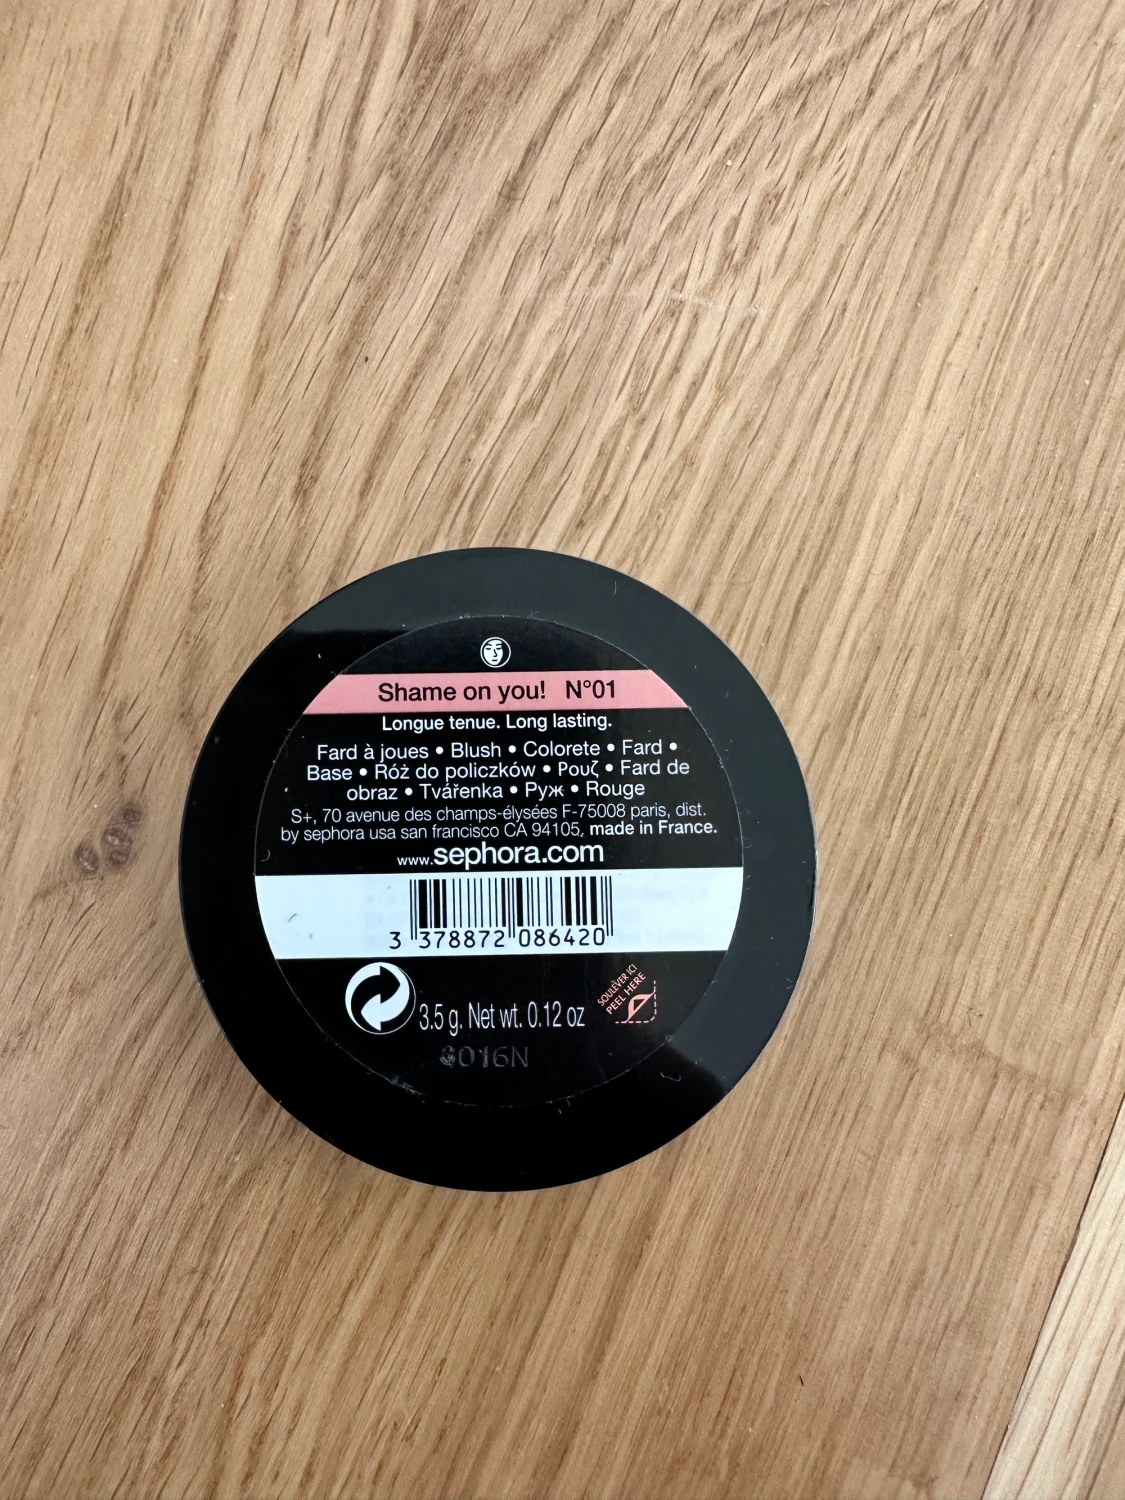 Shame on you! N°01
Longue tenue. Long lasting.
Fard à joues • Blush • Colorete • Fard •
Base • Róż do policzków • Ρουζ • Fard de
obraz • Tvářenka • Руж • Rouge
S+, 70 avenue des champs-élysées F-75008 paris, dist.
by sephora usa san francisco CA 94105, made in France.
www.sephora.com
3 378872 086420
SOULEVER ICI
PEEL HERE
3.5 g. Net wt. 0.12 oz